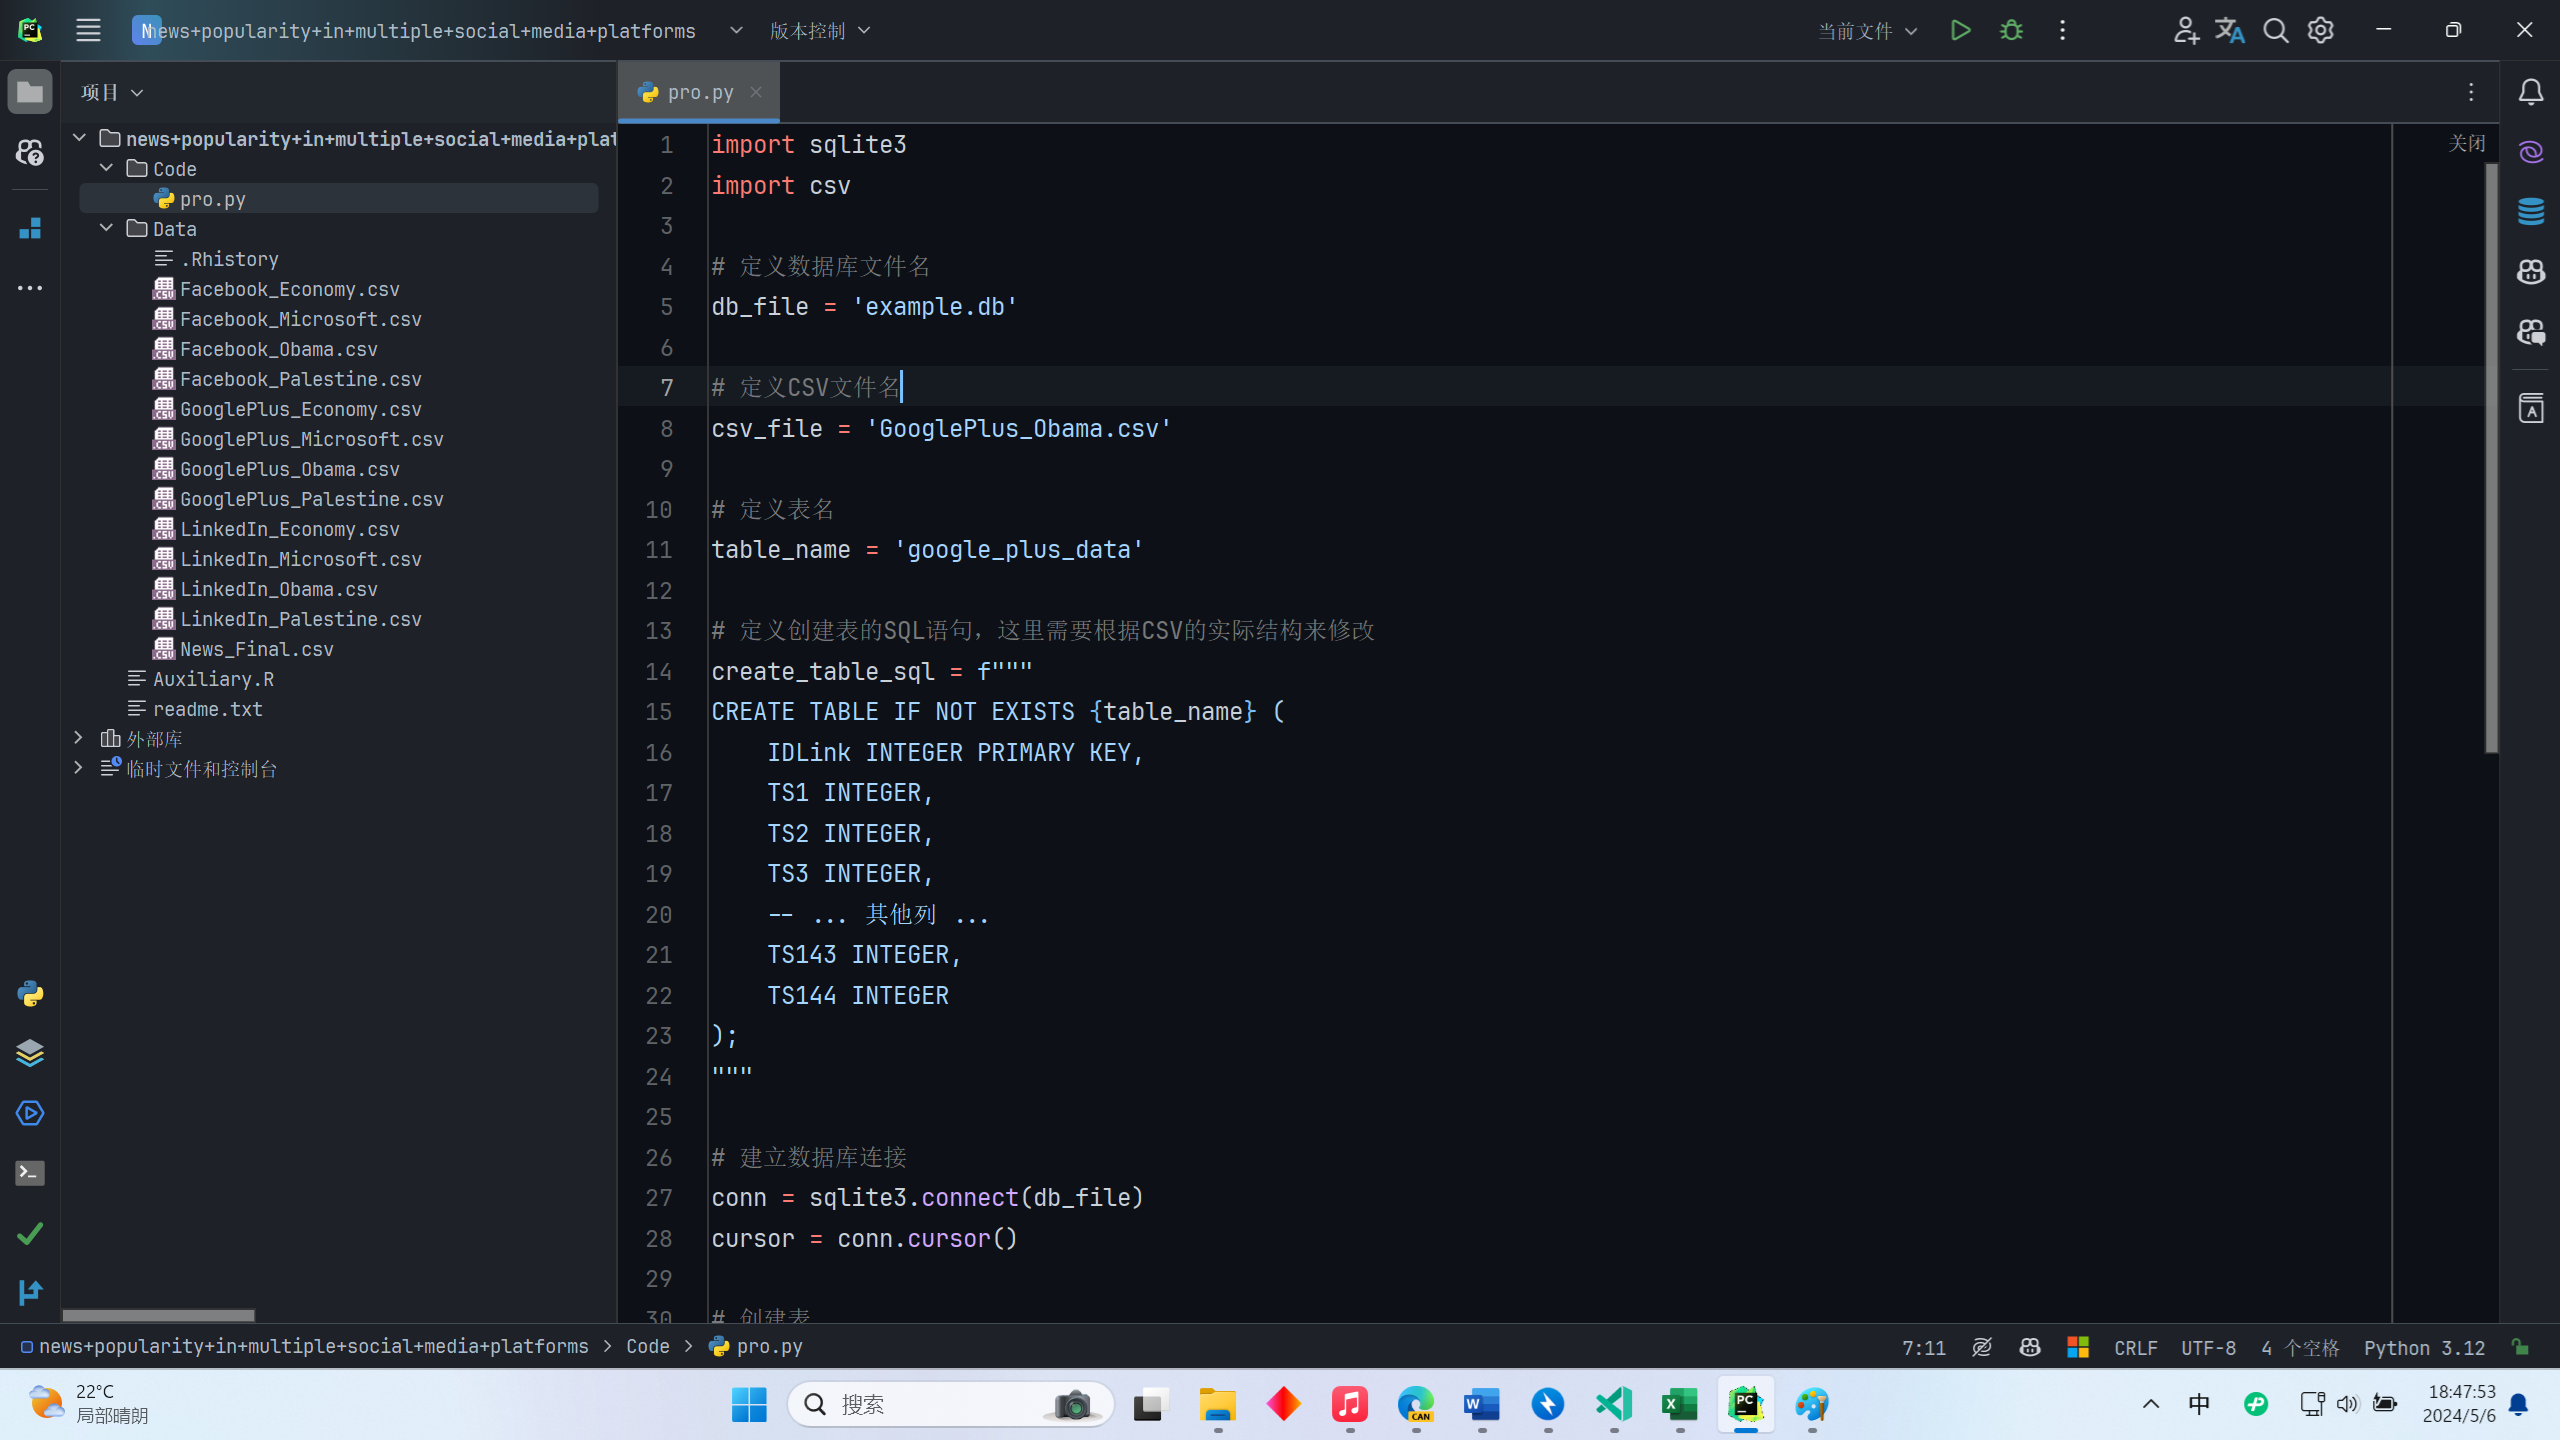 news+popularity+in+multiple+social+media+platforms
版本控制
当前文件
项目
pro.py
news+popularity+in+multiple+social+media+plat
Code
pro.py
Data
.Rhistory
Facebook_Economy.csv
Facebook_Microsoft.csv
Facebook_Obama.csv
Facebook_Palestine.csv
GooglePlus_Economy.csv
GooglePlus_Microsoft.csv
GooglePlus_Obama.csv
GooglePlus_Palestine.csv
LinkedIn_Economy.csv
LinkedIn_Microsoft.csv
LinkedIn_Obama.csv
LinkedIn_Palestine.csv
News_Final.csv
Auxiliary.R
readme.txt
外部库
临时文件和控制台
关闭
1 import sqlite3
2 import csv
3
4 # 定义数据库文件名
5 db_file = 'example.db'
6
7 # 定义CSV文件名
8 csv_file = 'GooglePlus_Obama.csv'
9
10 # 定义表名
11 table_name = 'google_plus_data'
12
13 # 定义创建表的SQL语句，这里需要根据CSV的实际结构来修改
14 create_table_sql = f"""
15 CREATE TABLE IF NOT EXISTS {table_name} (
16     IDLink INTEGER PRIMARY KEY,
17     TS1 INTEGER,
18     TS2 INTEGER,
19     TS3 INTEGER,
20     -- ... 其他列 ...
21     TS143 INTEGER,
22     TS144 INTEGER
23 );
24 """
25
26 # 建立数据库连接
27 conn = sqlite3.connect(db_file)
28 cursor = conn.cursor()
29
30 # 创建表
news+popularity+in+multiple+social+media+platforms > Code > pro.py
7:11 CRLF UTF-8 4 个空格 Python 3.12
22°C
局部晴朗
搜索
中
18:47:53
2024/5/6